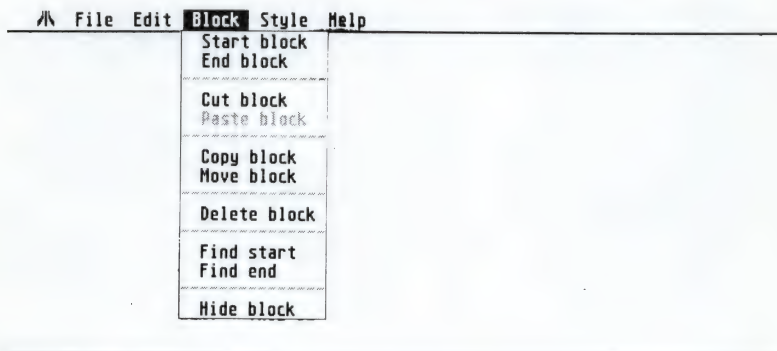 File Edit Block Style Help
Start block
End block
Cut block
Paste block
Copy block
Move block
Delete block
Find start
Find end
Hide block